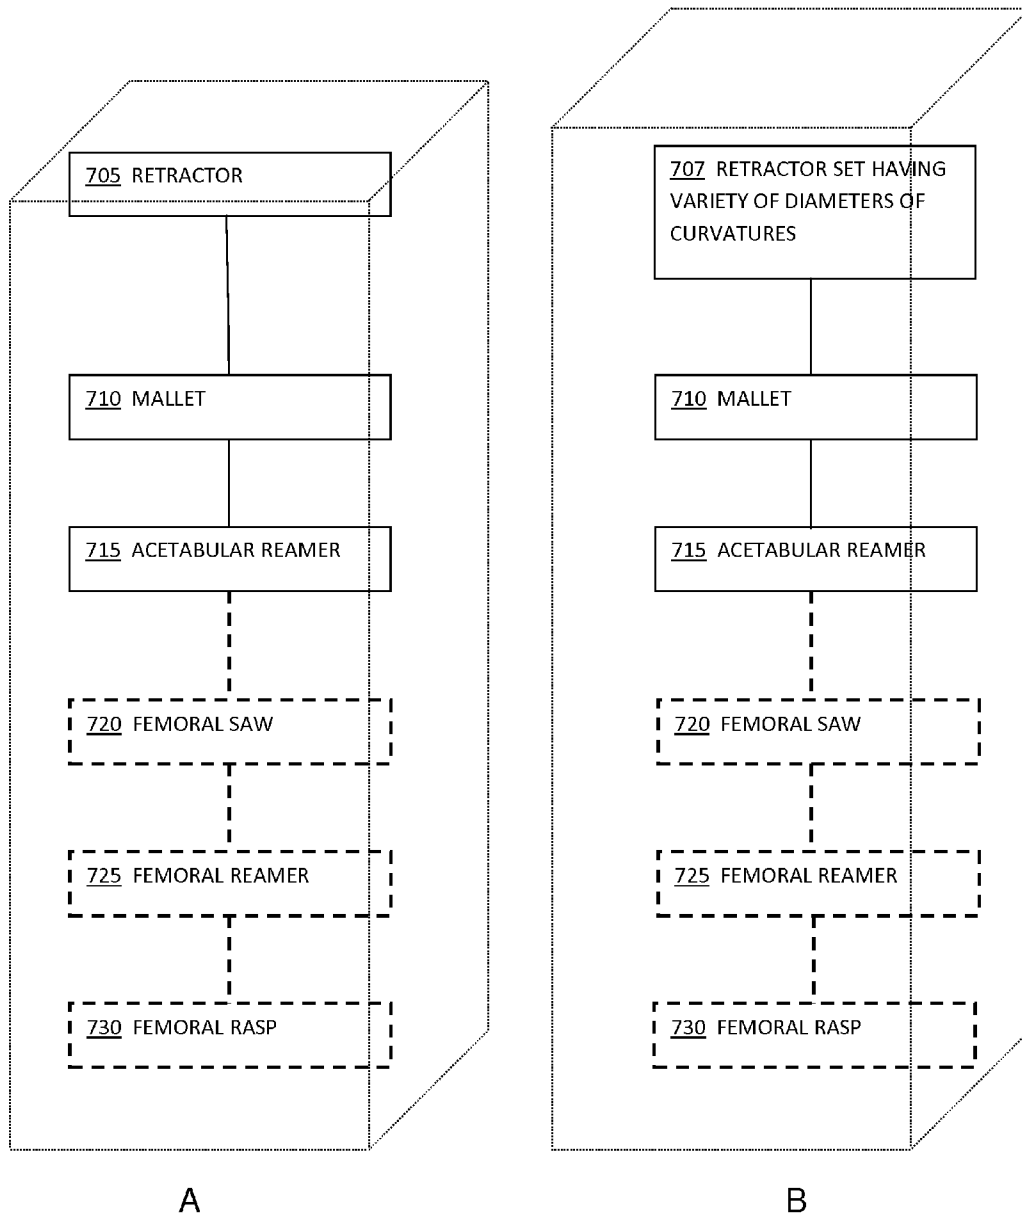 705 RETRACTOR
710 MALLET
715 ACETABULAR REAMER
720 FEMORAL SAW
725 FEMORAL REAMER
730 FEMORAL RASP
A
707 RETRACTOR SET HAVING
VARIETY OF DIAMETERS OF
CURVATURES
710 MALLET
715 ACETABULAR REAMER
720 FEMORAL SAW
725 FEMORAL REAMER
730 FEMORAL RASP
B